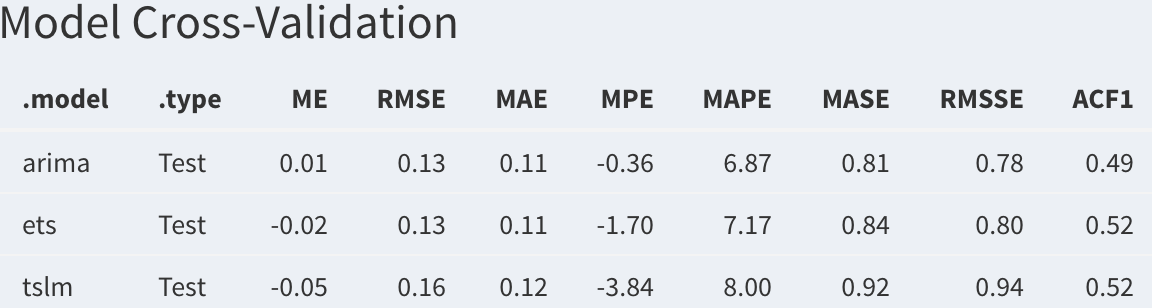 Model Cross-Validation
.model .type ME RMSE MAE MPE MAPE MASE RMSSE ACF1
arima Test 0.01 0.13 0.11 -0.36 6.87 0.81 0.78 0.49
ets Test -0.02 0.13 0.11 -1.70 7.17 0.84 0.80 0.52
tslm Test -0.05 0.16 0.12 -3.84 8.00 0.92 0.94 0.52